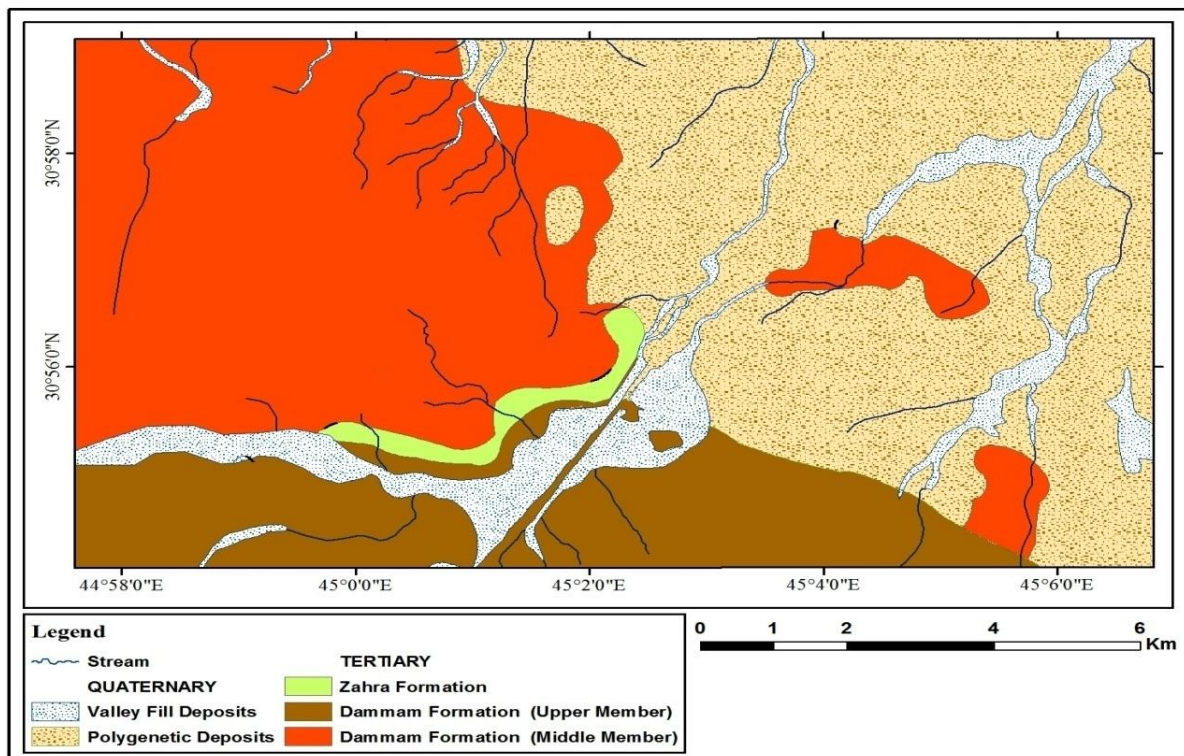 30°58'0"N
30°56'0"N
44°58'0"E
45°0'0"E
45°20"E
45°4'0"E
45°6'0"E
Legend
Stream
QUATERNARY
Valley Fill Deposits
Polygenetic Deposits
TERTIARY
Zahra Formation
Dammam Formation (Upper Member)
Dammam Formation (Middle Member)
0 1 2 4 6
Km